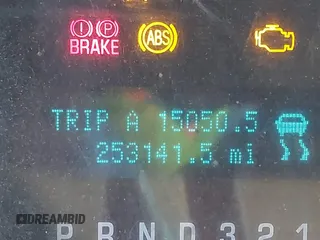 (!) (P)
BRAKE
ABS
TRIP A 15050.5
253141.5 mi
DREAMBID
P R N D 3 2 1